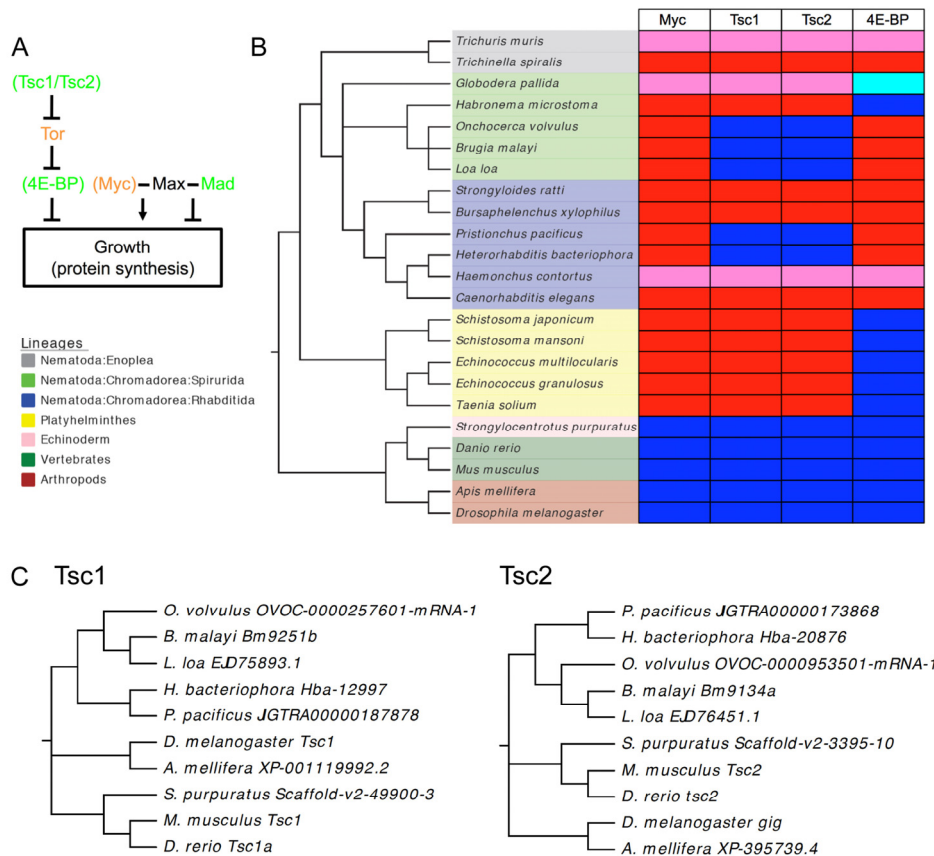 A
(Tsc1/Tsc2)
Tor
(4E-BP) (Myc) Max Mad
Growth
(protein synthesis)
Lineages
Nematoda:Enoplea
Nematoda:Chromadorea:Spirurida
Nematoda:Chromadorea:Rhabditida
Platyhelminthes
Echinoderm
Vertebrates
Arthropods
B
Myc Tsc1 Tsc2 4E-BP
Trichuris muris
Trichinella spiralis
Globodera pallida
Habronema microstoma
Onchocerca volvulus
Brugia malayi
Loa loa
Strongyloides ratti
Bursaphelenchus xylophilus
Pristionchus pacificus
Heterorhabditis bacteriophora
Haemonchus contortus
Caenorhabditis elegans
Schistosoma japonicum
Schistosoma mansoni
Echinococcus multilocularis
Echinococcus granulosus
Taenia solium
Strongylocentrotus purpuratus
Danio rerio
Mus musculus
Apis mellifera
Drosophila melanogaster
C Tsc1
O. volvulus OVOC-0000257601-mRNA-1
B. malayi Bm9251b
L. loa EJD75893.1
H. bacteriophora Hba-12997
P. pacificus JGTRA00000187878
D. melanogaster Tsc1
A. mellifera XP-001119992.2
S. purpuratus Scaffold-v2-49900-3
M. musculus Tsc1
D. rerio Tsc1a
Tsc2
P. pacificus JGTRA00000173868
H. bacteriophora Hba-20876
O. volvulus OVOC-0000953501-mRNA-1
B. malayi Bm9134a
L. loa EJD76451.1
S. purpuratus Scaffold-v2-3395-10
M. musculus Tsc2
D. rerio tsc2
D. melanogaster gig
A. mellifera XP-395739.4